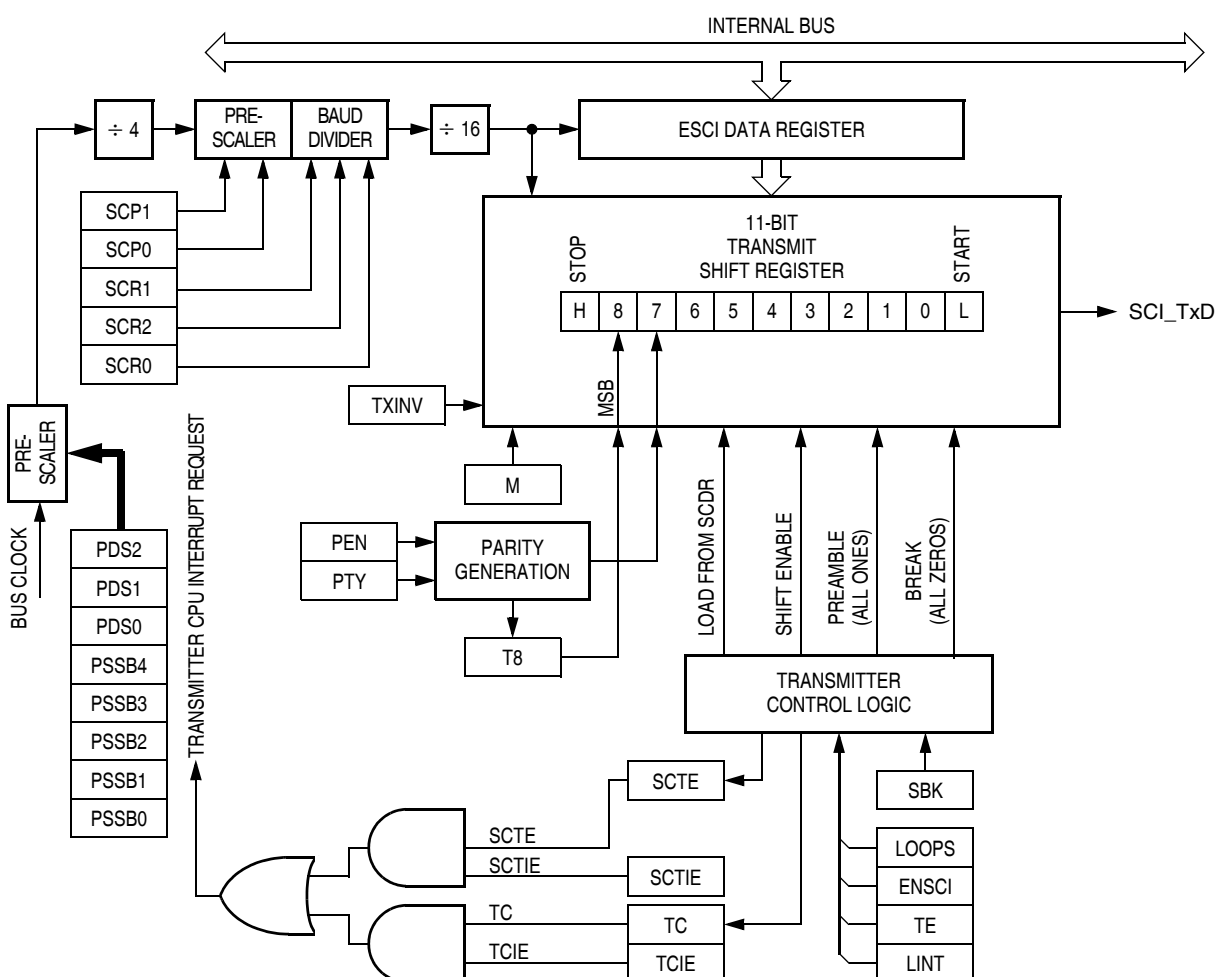 INTERNAL BUS
÷ 4
PRE-
SCALER
BAUD
DIVIDER
÷ 16
ESCI DATA REGISTER
SCP1
SCP0
SCR1
SCR2
SCR0
11-BIT
TRANSMIT
SHIFT REGISTER
STOP
START
H 8 7 6 5 4 3 2 1 0 L
SCI_TxD
MSB
TXINV
M
PRE-
SCALER
BUS CLOCK
TRANSMITTER CPU INTERRUPT REQUEST
PEN
PTY
PARITY
GENERATION
T8
LOAD FROM SCDR
SHIFT ENABLE
PREAMBLE
(ALL ONES)
BREAK
(ALL ZEROS)
PDS2
PDS1
PDS0
PSSB4
PSSB3
PSSB2
PSSB1
PSSB0
TRANSMITTER
CONTROL LOGIC
SCTE
SBK
SCTE
SCTIE
SCTIE
LOOPS
ENSCI
TE
LINT
TC
TC
TCIE
TCIE